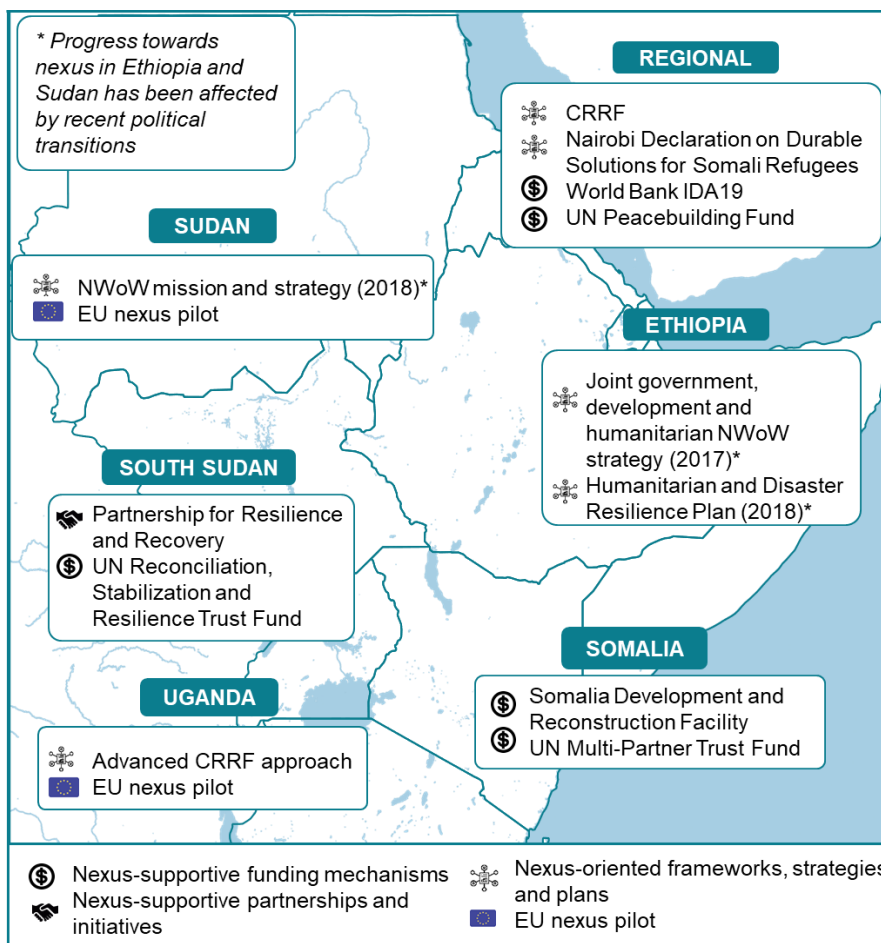 * Progress towards
nexus in Ethiopia and
Sudan has been affected
by recent political
transitions
REGIONAL
CRRF
Nairobi Declaration on Durable
Solutions for Somali Refugees
World Bank IDA19
UN Peacebuilding Fund
SUDAN
NWoW mission and strategy (2018)*
EU nexus pilot
ETHIOPIA
Joint government,
development and
humanitarian NWoW
strategy (2017)*
Humanitarian and Disaster
Resilience Plan (2018)*
SOUTH SUDAN
Partnership for Resilience
and Recovery
UN Reconciliation,
Stabilization and
Resilience Trust Fund
SOMALIA
Somalia Development and
Reconstruction Facility
UN Multi-Partner Trust Fund
UGANDA
Advanced CRRF approach
EU nexus pilot
Nexus-supportive funding mechanisms
Nexus-supportive partnerships and
initiatives
Nexus-oriented frameworks, strategies
and plans
EU nexus pilot